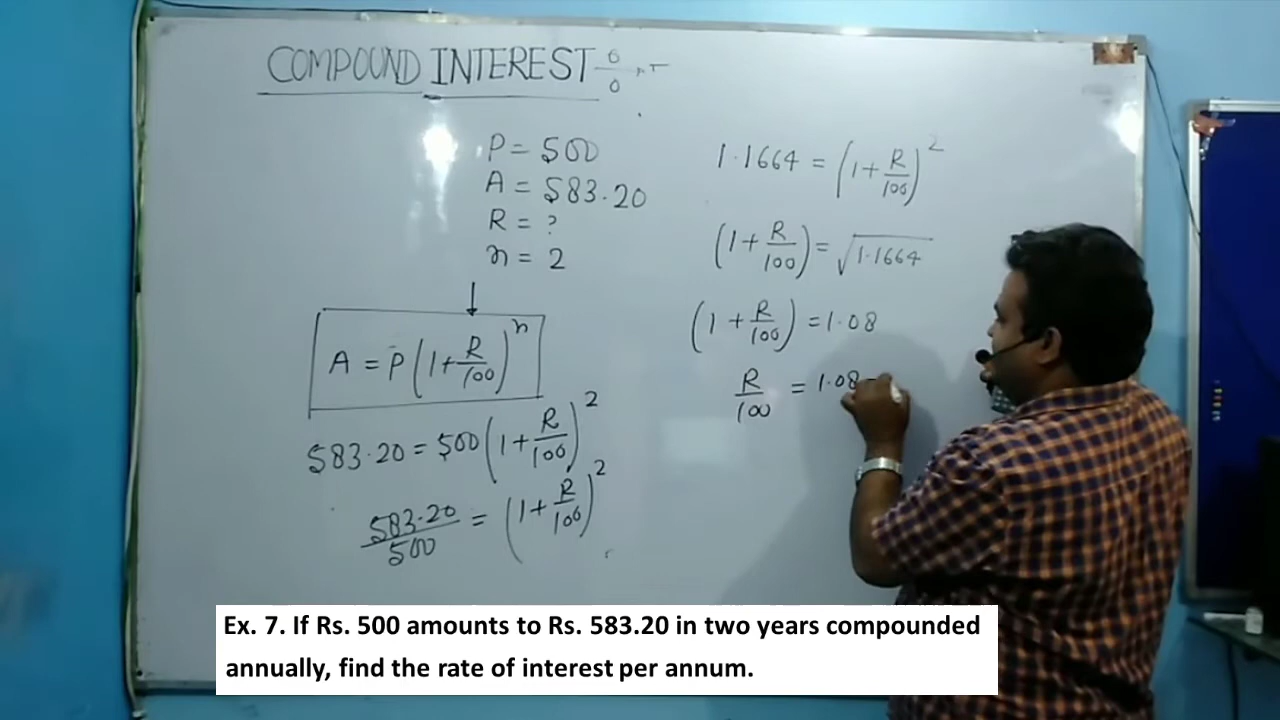 COMPOUND INTEREST
P = 500
A = 583.20
R = ?
n = 2
A = P(1+R/100)^n
583.20 = 500(1+R/100)^2
583.20/500 = (1+R/100)^2
1.1664 = (1+R/100)^2
(1+R/100) = √1.1664
(1+R/100) = 1.08
R/100 = 1.08-
Ex. 7. If Rs. 500 amounts to Rs. 583.20 in two years compounded
annually, find the rate of interest per annum.